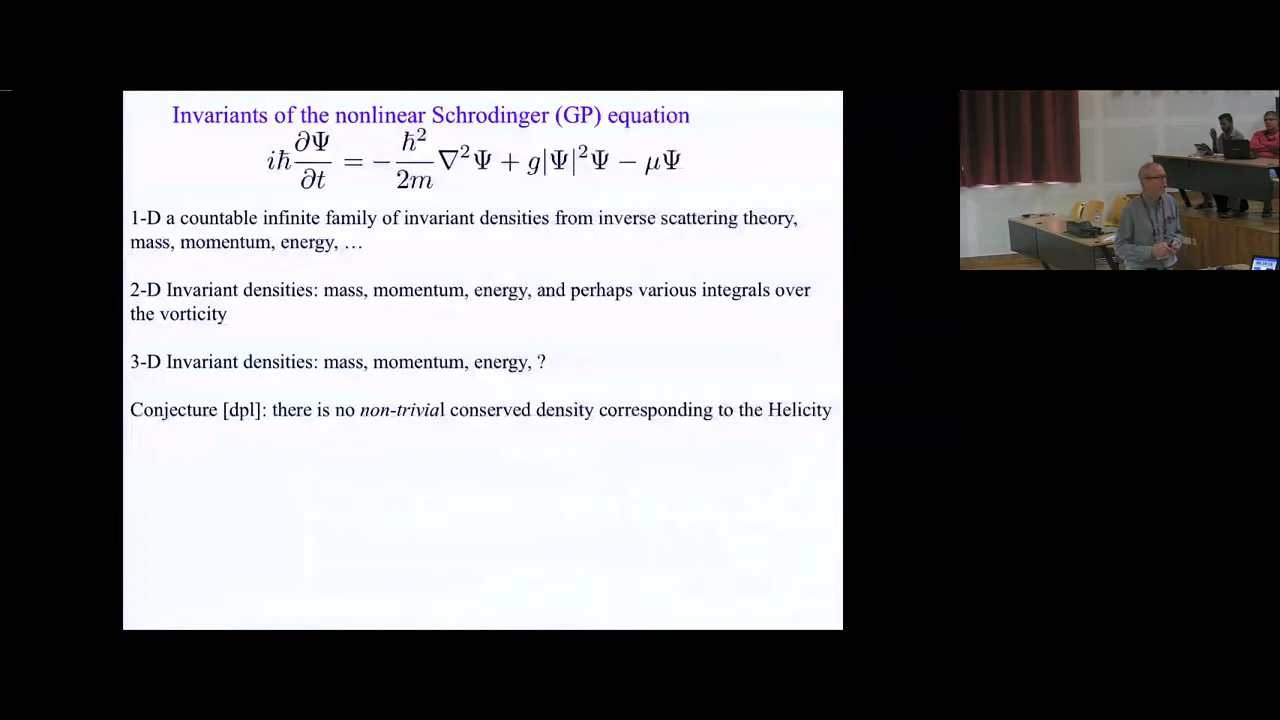 Invariants of the nonlinear Schrodinger (GP) equation
iħ ∂Ψ/∂t = −ħ²/2m ∇²Ψ + g|Ψ|²Ψ − μΨ
1-D a countable infinite family of invariant densities from inverse scattering theory,
mass, momentum, energy, …
2-D Invariant densities: mass, momentum, energy, and perhaps various integrals over
the vorticity
3-D Invariant densities: mass, momentum, energy, ?
Conjecture [dpl]: there is no non-trivial conserved density corresponding to the Helicity